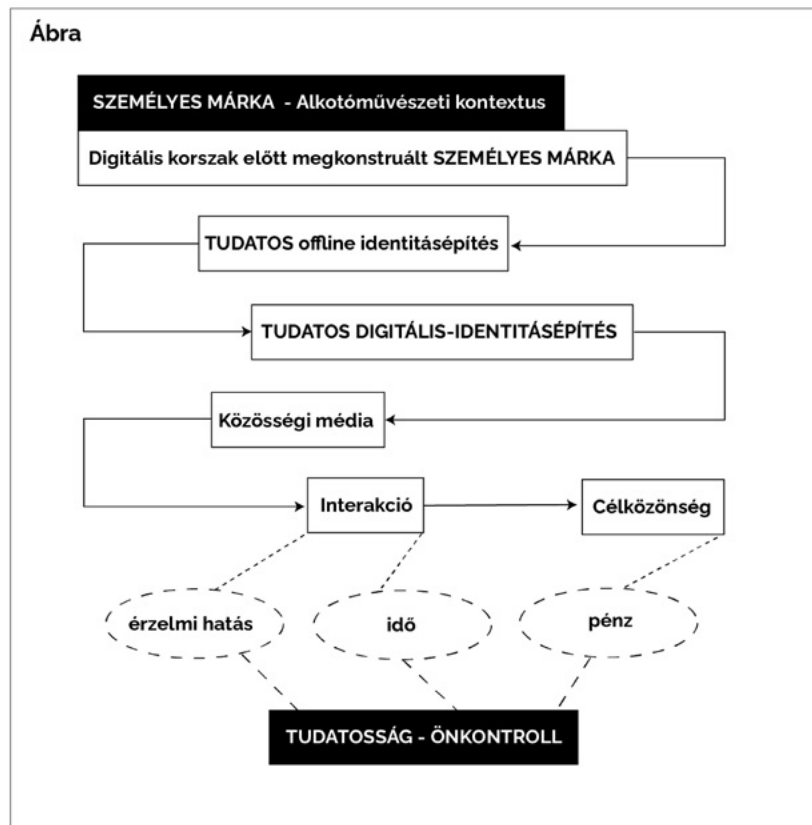 Ábra
SZEMÉLYES MÁRKA - Alkotóművészeti kontextus
Digitális korszak előtt megkonstruált SZEMÉLYES MÁRKA
TUDATOS offline identitásépítés
TUDATOS DIGITÁLIS-IDENTITÁSÉPÍTÉS
Közösségi média
Interakció
Célközönség
érzelmi hatás
idő
pénz
TUDATOSSÁG - ÖNKONTROLL